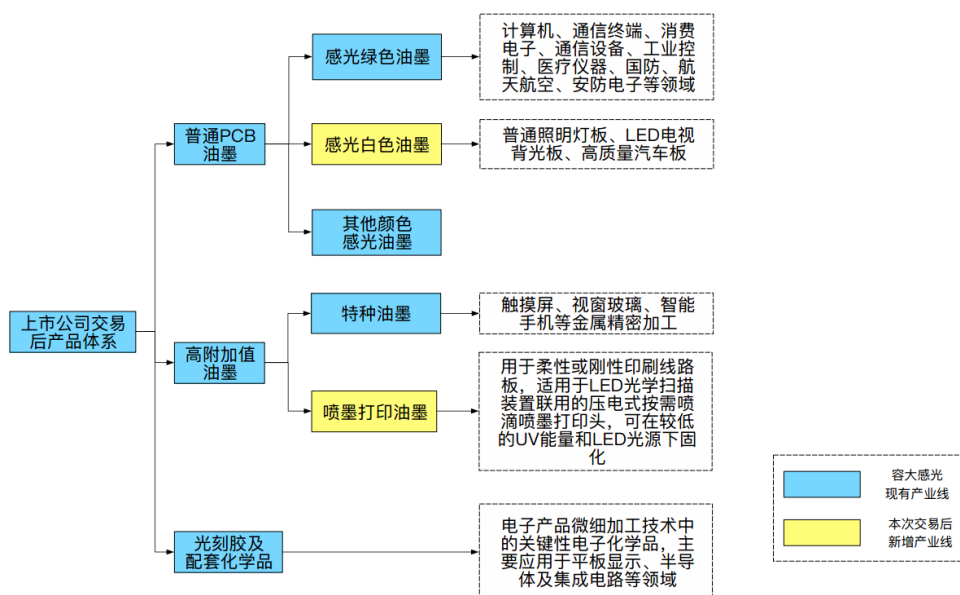 感光绿色油墨
计算机、通信终端、消费
电子、通信设备、工业控
制、医疗仪器、国防、航
天航空、安防电子等领域
普通PCB
油墨
感光白色油墨
普通照明灯板、LED电视
背光板、高质量汽车板
其他颜色
感光油墨
上市公司交易
后产品体系
高附加值
油墨
特种油墨
触摸屏、视窗玻璃、智能
手机等金属精密加工
喷墨打印油墨
用于柔性或刚性印刷线路
板，适用于LED光学扫描
装置联用的压电式按需喷
滴喷墨打印头，可在较低
的UV能量和LED光源下固
化
光刻胶及
配套化学品
电子产品微细加工技术中
的关键性电子化学品，主
要应用于平板显示、半导
体及集成电路等领域
容大感光
现有产业线
本次交易后
新增产业线